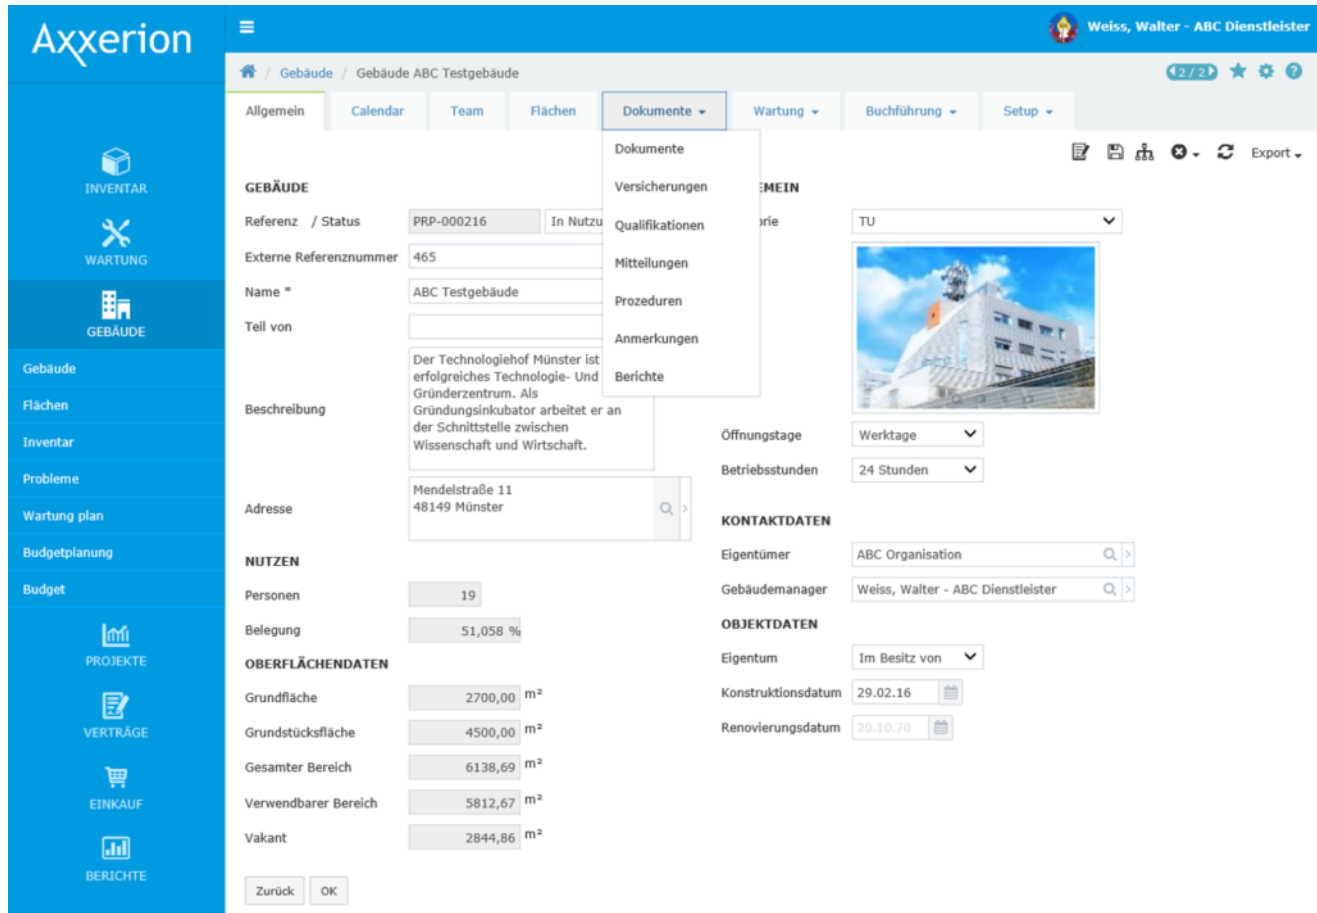 Axxerion
Weiss, Walter - ABC Dienstleister
/ Gebäude / Gebäude ABC Testgebäude
2/2
Allgemein Calendar Team Flächen Dokumente Wartung Buchführung Setup
Export
Dokumente
Versicherungen
Qualifikationen
Mitteilungen
Prozeduren
Anmerkungen
Berichte
INVENTAR
WARTUNG
GEBÄUDE
Gebäude
Flächen
Inventar
Probleme
Wartung plan
Budgetplanung
Budget
PROJEKTE
VERTRÄGE
EINKAUF
BERICHTE
GEBÄUDE
Referenz / Status PRP-000216 In Nutzu
Externe Referenznummer 465
Name * ABC Testgebäude
Teil von
Beschreibung
Der Technologiehof Münster ist
erfolgreiches Technologie- Und
Gründerzentrum. Als
Gründungsinkubator arbeitet er an
der Schnittstelle zwischen
Wissenschaft und Wirtschaft.
Adresse
Mendelstraße 11
48149 Münster
NUTZEN
Personen 19
Belegung 51,058 %
OBERFLÄCHENDATEN
Grundfläche 2700,00 m²
Grundstücksfläche 4500,00 m²
Gesamter Bereich 6138,69 m²
Verwendbarer Bereich 5812,67 m²
Vakant 2844,86 m²
Zurück OK
EMEIN
orie TU
Öffnungstage Werktage
Betriebsstunden 24 Stunden
KONTAKTDATEN
Eigentümer ABC Organisation
Gebäudemanager Weiss, Walter - ABC Dienstleister
OBJEKTDATEN
Eigentum Im Besitz von
Konstruktionsdatum 29.02.16
Renovierungsdatum 20.10.70